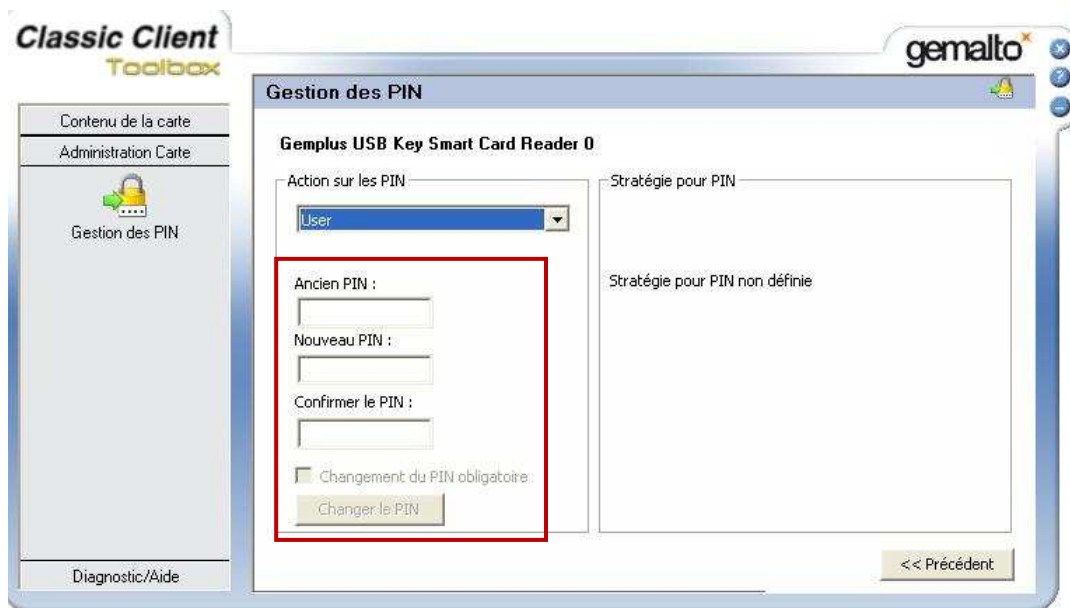 Classic Client
Toolbox
gemalto
Gestion des PIN
Contenu de la carte
Administration Carte
Gestion des PIN
Diagnostic/Aide
Gemplus USB Key Smart Card Reader 0
Action sur les PIN
User
Ancien PIN :
Nouveau PIN :
Confirmer le PIN :
Changement du PIN obligatoire
Changer le PIN
Stratégie pour PIN
Stratégie pour PIN non définie
<< Précédent